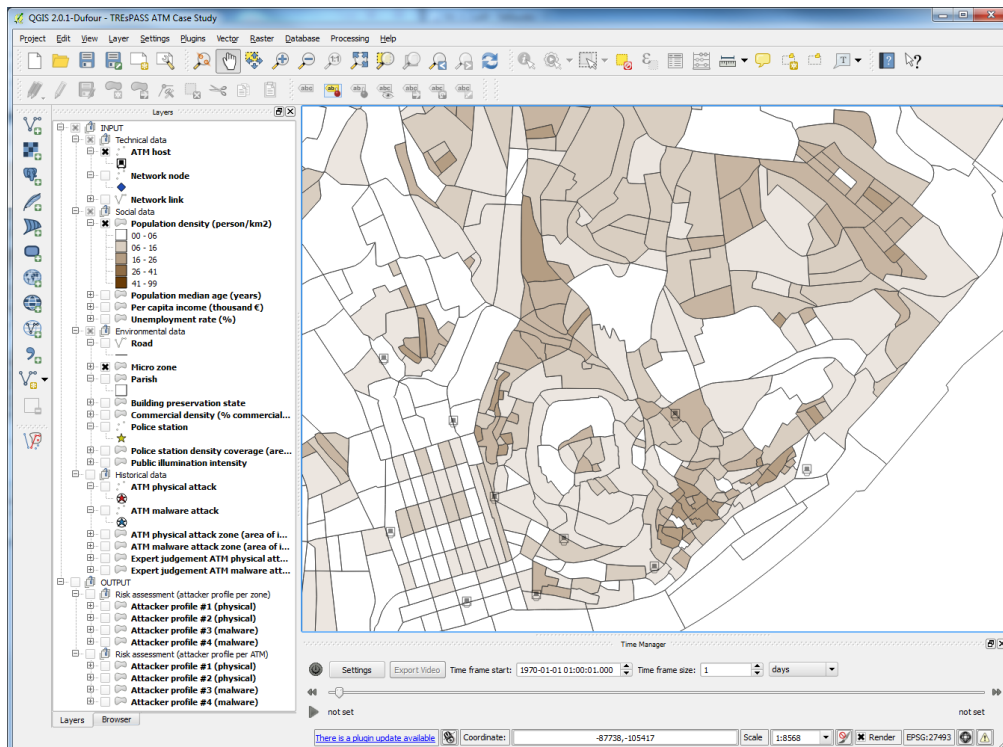 QGIS 2.0.1-Dufour - TREsPASS ATM Case Study
Project Edit View Layer Settings Plugins Vector Raster Database Processing Help
Layers
INPUT
Technical data
ATM host
Network node
Network link
Social data
Population density (person/km2)
00 - 06
06 - 16
16 - 26
26 - 41
41 - 99
Population median age (years)
Per capita income (thousand €)
Unemployment rate (%)
Environmental data
Road
Micro zone
Parish
Building preservation state
Commercial density (% commercial...
Police station
Police station density coverage (are...
Public illumination intensity
Historical data
ATM physical attack
ATM malware attack
ATM physical attack zone (area of i...
ATM malware attack zone (area of i...
Expert judgement ATM physical att...
Expert judgement ATM malware att...
OUTPUT
Risk assessment (attacker profile per zone)
Attacker profile #1 (physical)
Attacker profile #2 (physical)
Attacker profile #3 (malware)
Attacker profile #4 (malware)
Risk assessment (attacker profile per ATM)
Attacker profile #1 (physical)
Attacker profile #2 (physical)
Attacker profile #3 (malware)
Attacker profile #4 (malware)
Layers Browser
Time Manager
Settings Export Video Time frame start: 1970-01-01 01:00:01.000 Time frame size: 1 days
not set not set
There is a plugin update available Coordinate: -87738,-105417 Scale 1:8568 Render EPSG:27493